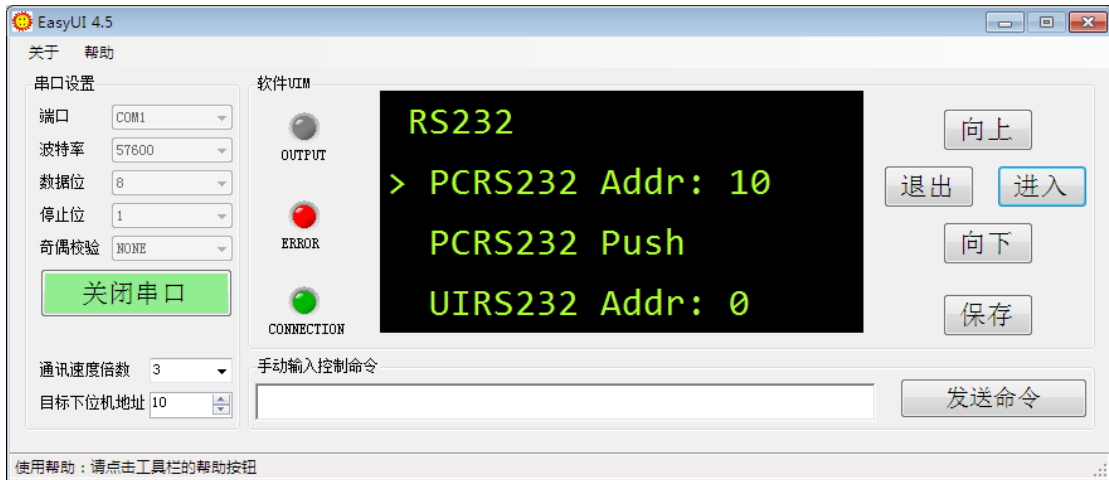 EasyUI 4.5
关于 帮助
串口设置
端口 COM1
波特率 57600
数据位 8
停止位 1
奇偶校验 NONE
关闭串口
通讯速度倍数 3
目标下位机地址 10
软件UIM
OUTPUT
ERROR
CONNECTION
RS232
> PCRS232 Addr: 10
PCRS232 Push
UIRS232 Addr: 0
向上
退出 进入
向下
保存
手动输入控制命令
发送命令
使用帮助：请点击工具栏的帮助按钮